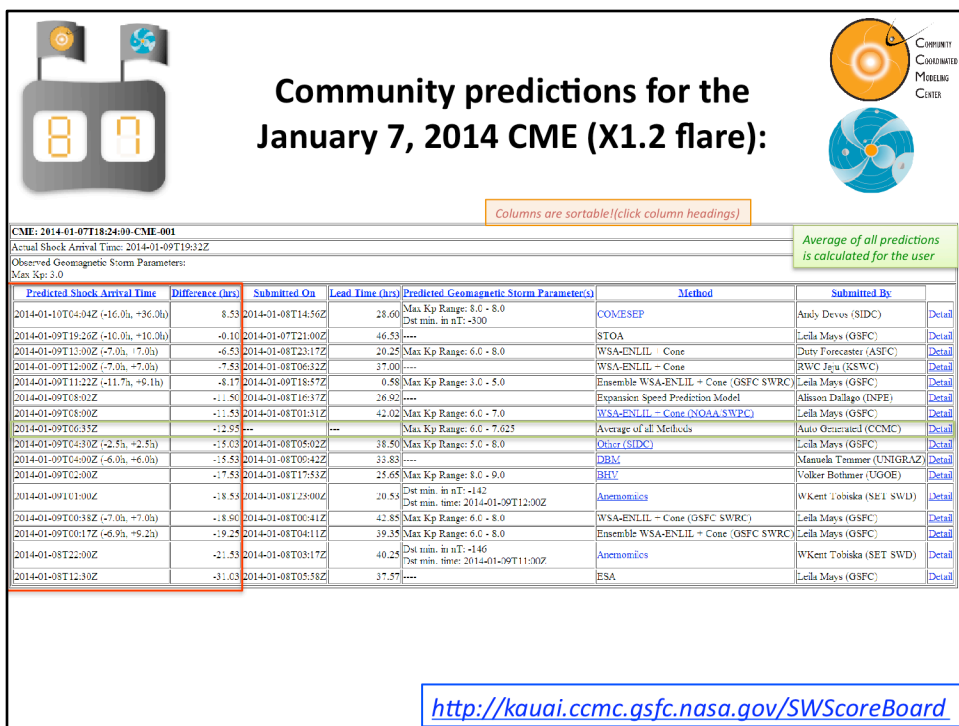 8 7
Community predictions for the
January 7, 2014 CME (X1.2 flare):
COMMUNITY
COORDINATED
MODELING
CENTER
Columns are sortable!(click column headings)
Average of all predictions
is calculated for the user
CME: 2014-01-07T18:24:00-CME-001
Actual Shock Arrival Time: 2014-01-09T19:32Z
Observed Geomagnetic Storm Parameters:
Max Kp: 3.0
Predicted Shock Arrival Time Difference (hrs) Submitted On Lead Time (hrs) Predicted Geomagnetic Storm Parameter(s) Method Submitted By
2014-01-10T04:04Z (-16.0h, +36.0h) 8.53 2014-01-08T14:56Z 28.60 Max Kp Range: 8.0 - 8.0 COMESEP Andy Devos (SIDC) Detail
Dst min. in nT: -300
2014-01-09T19:26Z (-10.0h, +10.0h) -0.10 2014-01-07T21:00Z 46.53 ---- STOA Leila Mays (GSFC) Detail
2014-01-09T13:00Z (-7.0h, +7.0h) -6.53 2014-01-08T23:17Z 20.25 Max Kp Range: 6.0 - 8.0 WSA-ENLIL + Cone Duty Forecaster (ASFC) Detail
2014-01-09T12:00Z (-7.0h, +7.0h) -7.53 2014-01-08T06:32Z 37.00 ---- WSA-ENLIL + Cone RWC Jeju (KSWC) Detail
2014-01-09T11:22Z (-11.7h, +9.1h) -8.17 2014-01-09T18:57Z 0.58 Max Kp Range: 3.0 - 5.0 Ensemble WSA-ENLIL + Cone (GSFC SWRC) Leila Mays (GSFC) Detail
2014-01-09T08:02Z -11.50 2014-01-08T16:37Z 26.92 ---- Expansion Speed Prediction Model Alisson Dallago (INPE) Detail
2014-01-09T08:00Z -11.53 2014-01-08T01:31Z 42.02 Max Kp Range: 6.0 - 7.0 WSA-ENLIL + Cone (NOAA/SWPC) Leila Mays (GSFC) Detail
2014-01-09T06:35Z -12.95 --- --- Max Kp Range: 6.0 - 7.625 Average of all Methods Auto Generated (CCMC) Detail
2014-01-09T04:30Z (-2.5h, +2.5h) -15.03 2014-01-08T05:02Z 38.50 Max Kp Range: 5.0 - 8.0 Other (SIDC) Leila Mays (GSFC) Detail
2014-01-09T04:00Z (-6.0h, +6.0h) -15.53 2014-01-08T09:42Z 33.83 ---- DBM Manuela Temmer (UNIGRAZ) Detail
2014-01-09T02:00Z -17.53 2014-01-08T17:53Z 25.65 Max Kp Range: 8.0 - 9.0 BHV Volker Bothmer (UGOE) Detail
2014-01-09T01:00Z -18.53 2014-01-08T23:00Z 20.53 Dst min. in nT: -142 Anemomilos WKent Tobiska (SET SWD) Detail
Dst min. time: 2014-01-09T12:00Z
2014-01-09T00:38Z (-7.0h, +7.0h) -18.90 2014-01-08T00:41Z 42.85 Max Kp Range: 6.0 - 8.0 WSA-ENLIL + Cone (GSFC SWRC) Leila Mays (GSFC) Detail
2014-01-09T00:17Z (-6.9h, +9.2h) -19.25 2014-01-08T04:11Z 39.35 Max Kp Range: 6.0 - 8.0 Ensemble WSA-ENLIL + Cone (GSFC SWRC) Leila Mays (GSFC) Detail
2014-01-08T22:00Z -21.53 2014-01-08T03:17Z 40.25 Dst min. in nT: -146 Anemomilos WKent Tobiska (SET SWD) Detail
Dst min. time: 2014-01-09T11:00Z
2014-01-08T12:30Z -31.03 2014-01-08T05:58Z 37.57 ---- ESA Leila Mays (GSFC) Detail
http://kauai.ccmc.gsfc.nasa.gov/SWScoreBoard